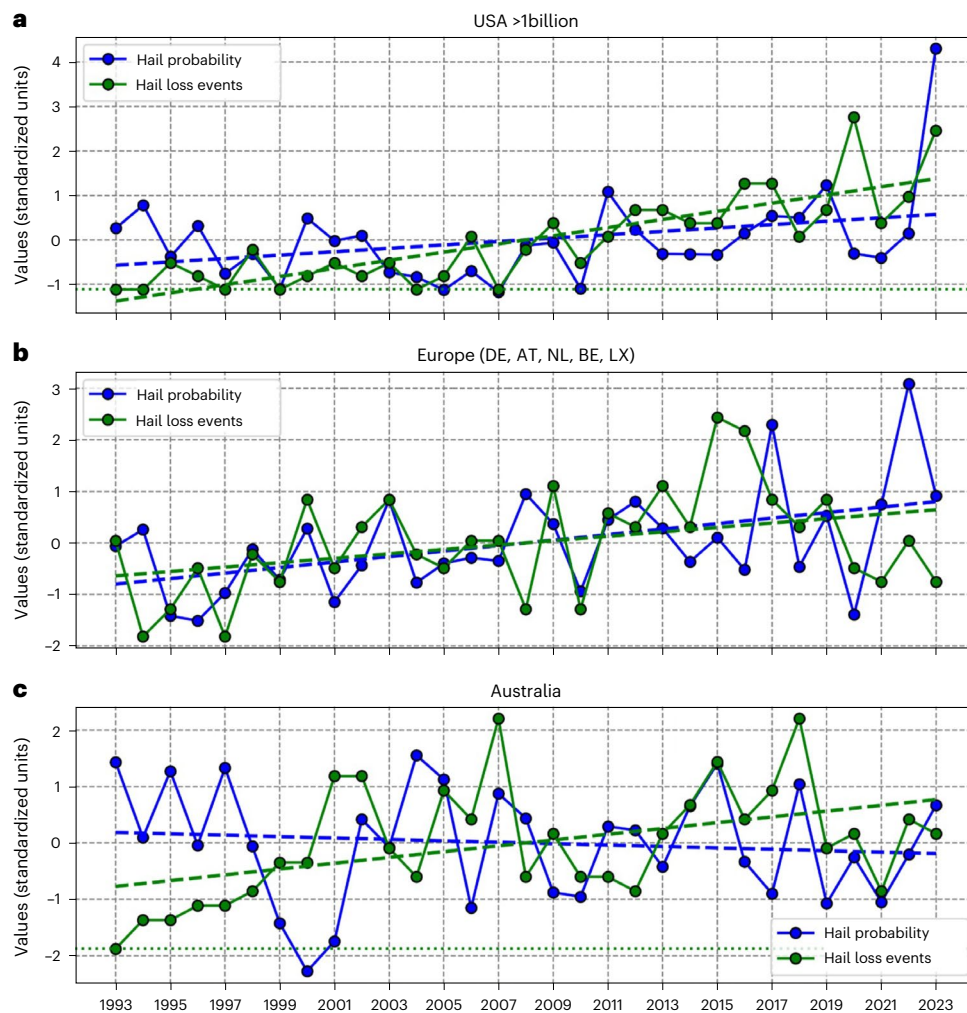 a
USA >1billion
Values (standardized units)
4
3
2
1
0
−1
Hail probability
Hail loss events
b
Europe (DE, AT, NL, BE, LX)
Values (standardized units)
3
2
1
0
−1
−2
Hail probability
Hail loss events
c
Australia
Values (standardized units)
2
1
0
−1
−2
Hail probability
Hail loss events
1993 1995 1997 1999 2001 2003 2005 2007 2009 2011 2013 2015 2017 2019 2021 2023